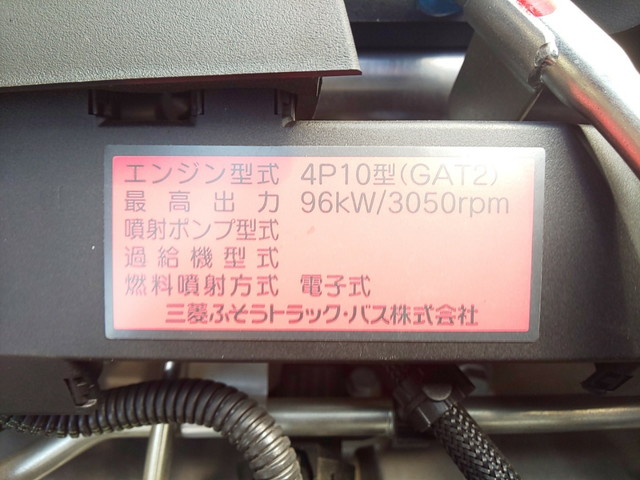 エンジン型式 4P10型(GAT2)
最高出力 96kW/3050rpm
噴射ポンプ型式
過給機型式
燃料噴射方式 電子式
三菱ふそうトラック・バス株式会社